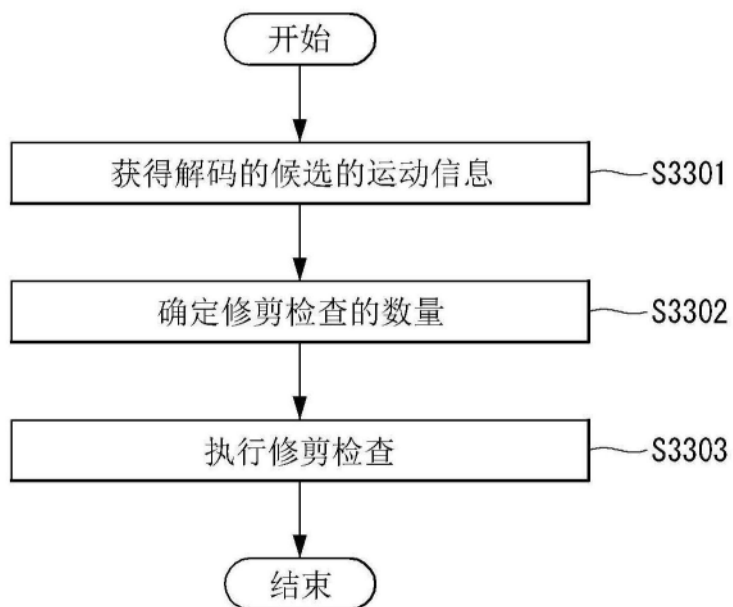 开始
获得解码的候选的运动信息
S3301
确定修剪检查的数量
S3302
执行修剪检查
S3303
结束